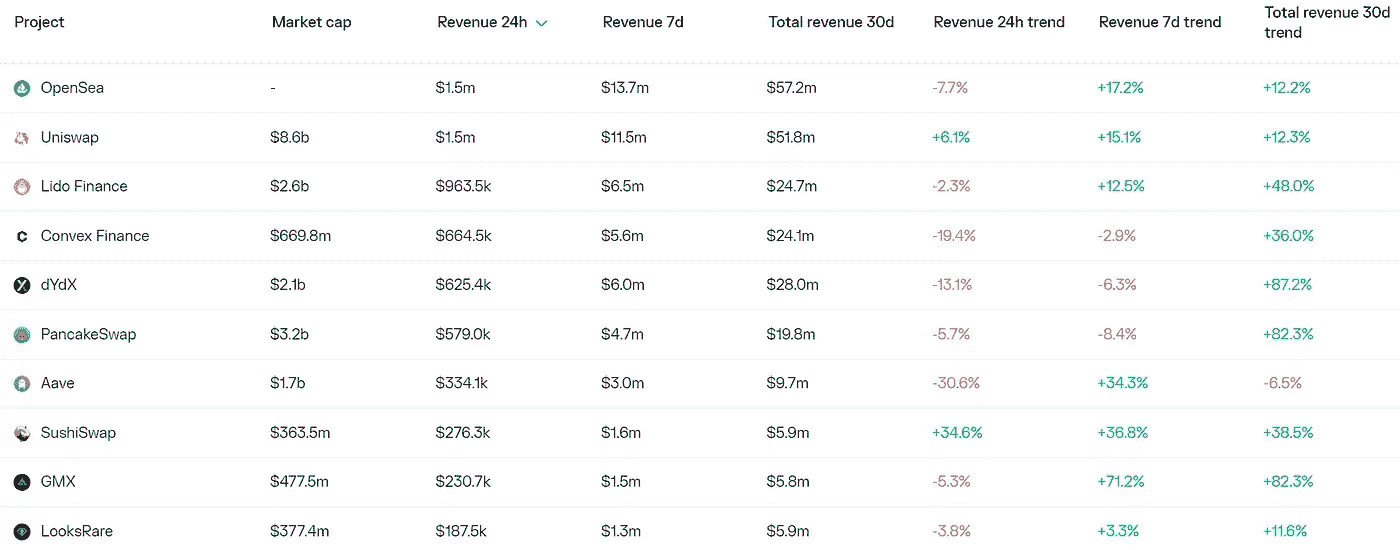 Project Market cap Revenue 24h Revenue 7d Total revenue 30d Revenue 24h trend Revenue 7d trend Total revenue 30d trend
OpenSea - $1.5m $13.7m $57.2m -7.7% +17.2% +12.2%
Uniswap $8.6b $1.5m $11.5m $51.8m +6.1% +15.1% +12.3%
Lido Finance $2.6b $963.5k $6.5m $24.7m -2.3% +12.5% +48.0%
Convex Finance $669.8m $664.5k $5.6m $24.1m -19.4% -2.9% +36.0%
dYdX $2.1b $625.4k $6.0m $28.0m -13.1% -6.3% +87.2%
PancakeSwap $3.2b $579.0k $4.7m $19.8m -5.7% -8.4% +82.3%
Aave $1.7b $334.1k $3.0m $9.7m -30.6% +34.3% -6.5%
SushiSwap $363.5m $276.3k $1.6m $5.9m +34.6% +36.8% +38.5%
GMX $477.5m $230.7k $1.5m $5.8m -5.3% +71.2% +82.3%
LooksRare $377.4m $187.5k $1.3m $5.9m -3.8% +3.3% +11.6%